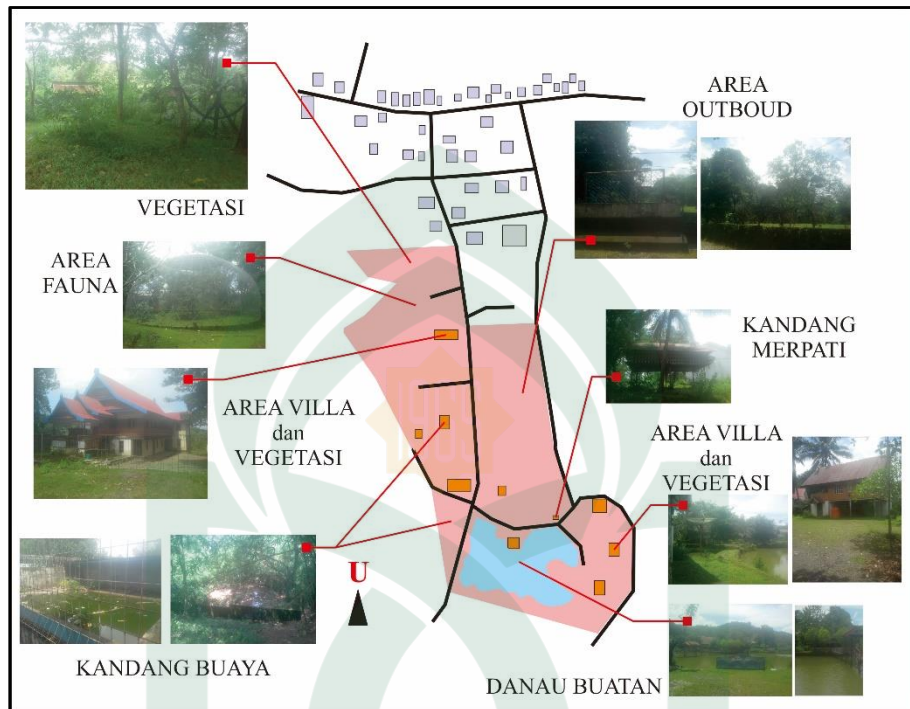 VEGETASI
AREA
OUTBOUD
AREA
FAUNA
KANDANG
MERPATI
AREA VILLA
dan
VEGETASI
AREA VILLA
dan
VEGETASI
U
KANDANG BUAYA
DANAU BUATAN